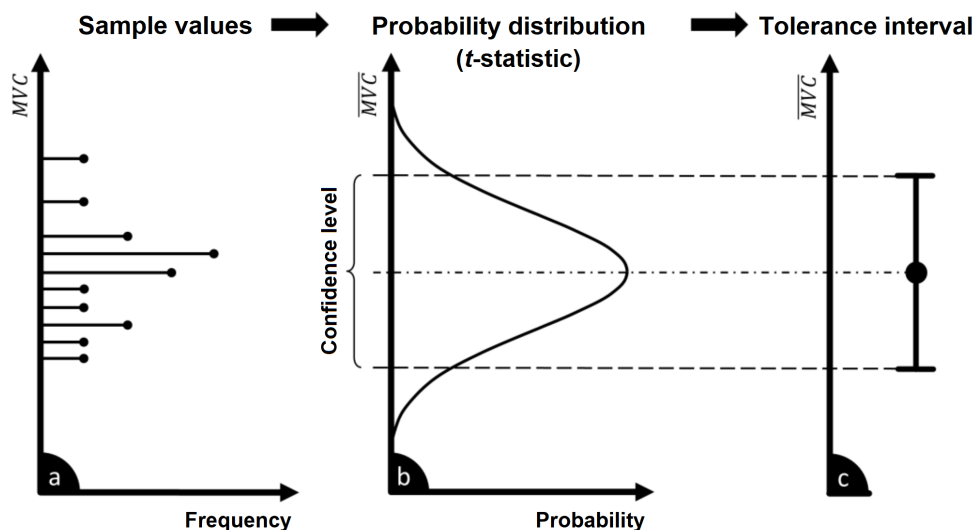 Sample values
Probability distribution
(t-statistic)
Tolerance interval
MVC
M̅V̅C̅
M̅V̅C̅
Confidence level
a
b
c
Frequency
Probability